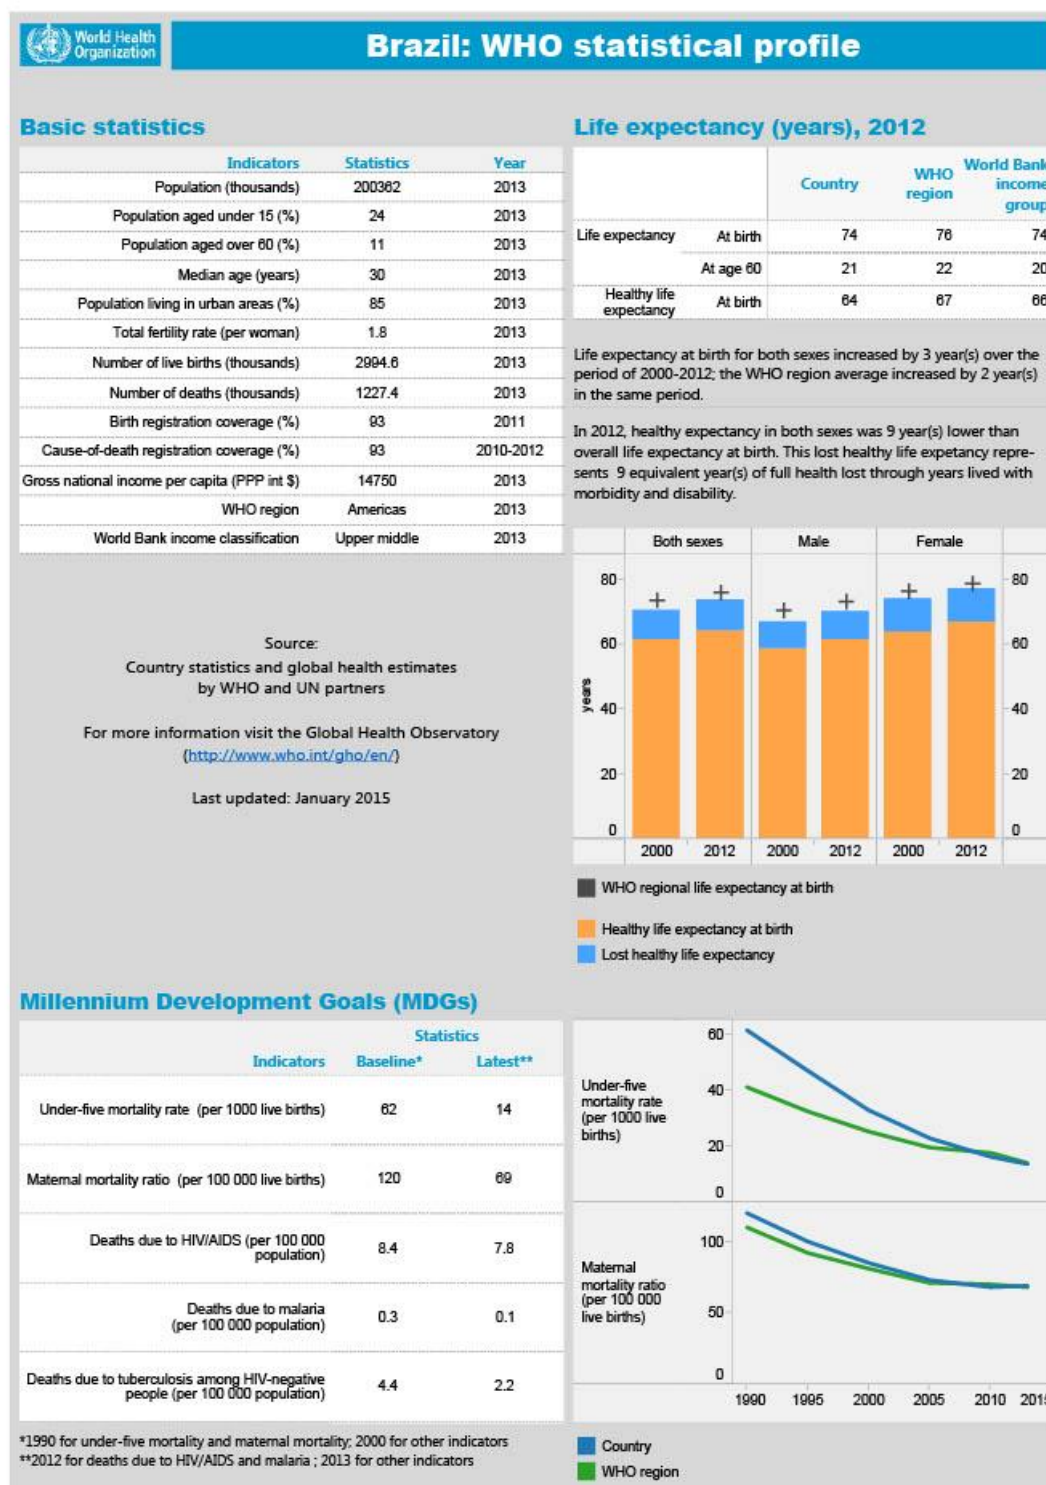 World Health
Organization
Brazil: WHO statistical profile
Basic statistics
Indicators Statistics Year
Population (thousands) 200362 2013
Population aged under 15 (%) 24 2013
Population aged over 60 (%) 11 2013
Median age (years) 30 2013
Population living in urban areas (%) 85 2013
Total fertility rate (per woman) 1.8 2013
Number of live births (thousands) 2994.6 2013
Number of deaths (thousands) 1227.4 2013
Birth registration coverage (%) 93 2011
Cause-of-death registration coverage (%) 93 2010-2012
Gross national income per capita (PPP int $) 14750 2013
WHO region Americas 2013
World Bank income classification Upper middle 2013
Source:
Country statistics and global health estimates
by WHO and UN partners
For more information visit the Global Health Observatory
(http://www.who.int/gho/en/)
Last updated: January 2015
Life expectancy (years), 2012
Country
WHO
region
World Bank
income
group
Life expectancy At birth 74 76 74
At age 60 21 22 20
Healthy life
expectancy
At birth 64 67 66
Life expectancy at birth for both sexes increased by 3 year(s) over the
period of 2000-2012; the WHO region average increased by 2 year(s)
in the same period.
In 2012, healthy expectancy in both sexes was 9 year(s) lower than
overall life expectancy at birth. This lost healthy life expetancy repre-
sents 9 equivalent year(s) of full health lost through years lived with
morbidity and disability.
Both sexes Male Female
80 80
60 60
years
40 40
20 20
0 0
2000 2012 2000 2012 2000 2012
WHO regional life expectancy at birth
Healthy life expectancy at birth
Lost healthy life expectancy
Millennium Development Goals (MDGs)
Statistics
Indicators Baseline* Latest**
Under-five mortality rate (per 1000 live births) 62 14
Maternal mortality ratio (per 100 000 live births) 120 69
Deaths due to HIV/AIDS (per 100 000
population)
8.4 7.8
Deaths due to malaria
(per 100 000 population)
0.3 0.1
Deaths due to tuberculosis among HIV-negative
people (per 100 000 population)
4.4 2.2
*1990 for under-five mortality and maternal mortality; 2000 for other indicators
**2012 for deaths due to HIV/AIDS and malaria ; 2013 for other indicators
Under-five
mortality rate
(per 1000 live
births)
60
40
20
0
Maternal
mortality ratio
(per 100 000
live births)
100
50
0
1990 1995 2000 2005 2010 2015
Country
WHO region